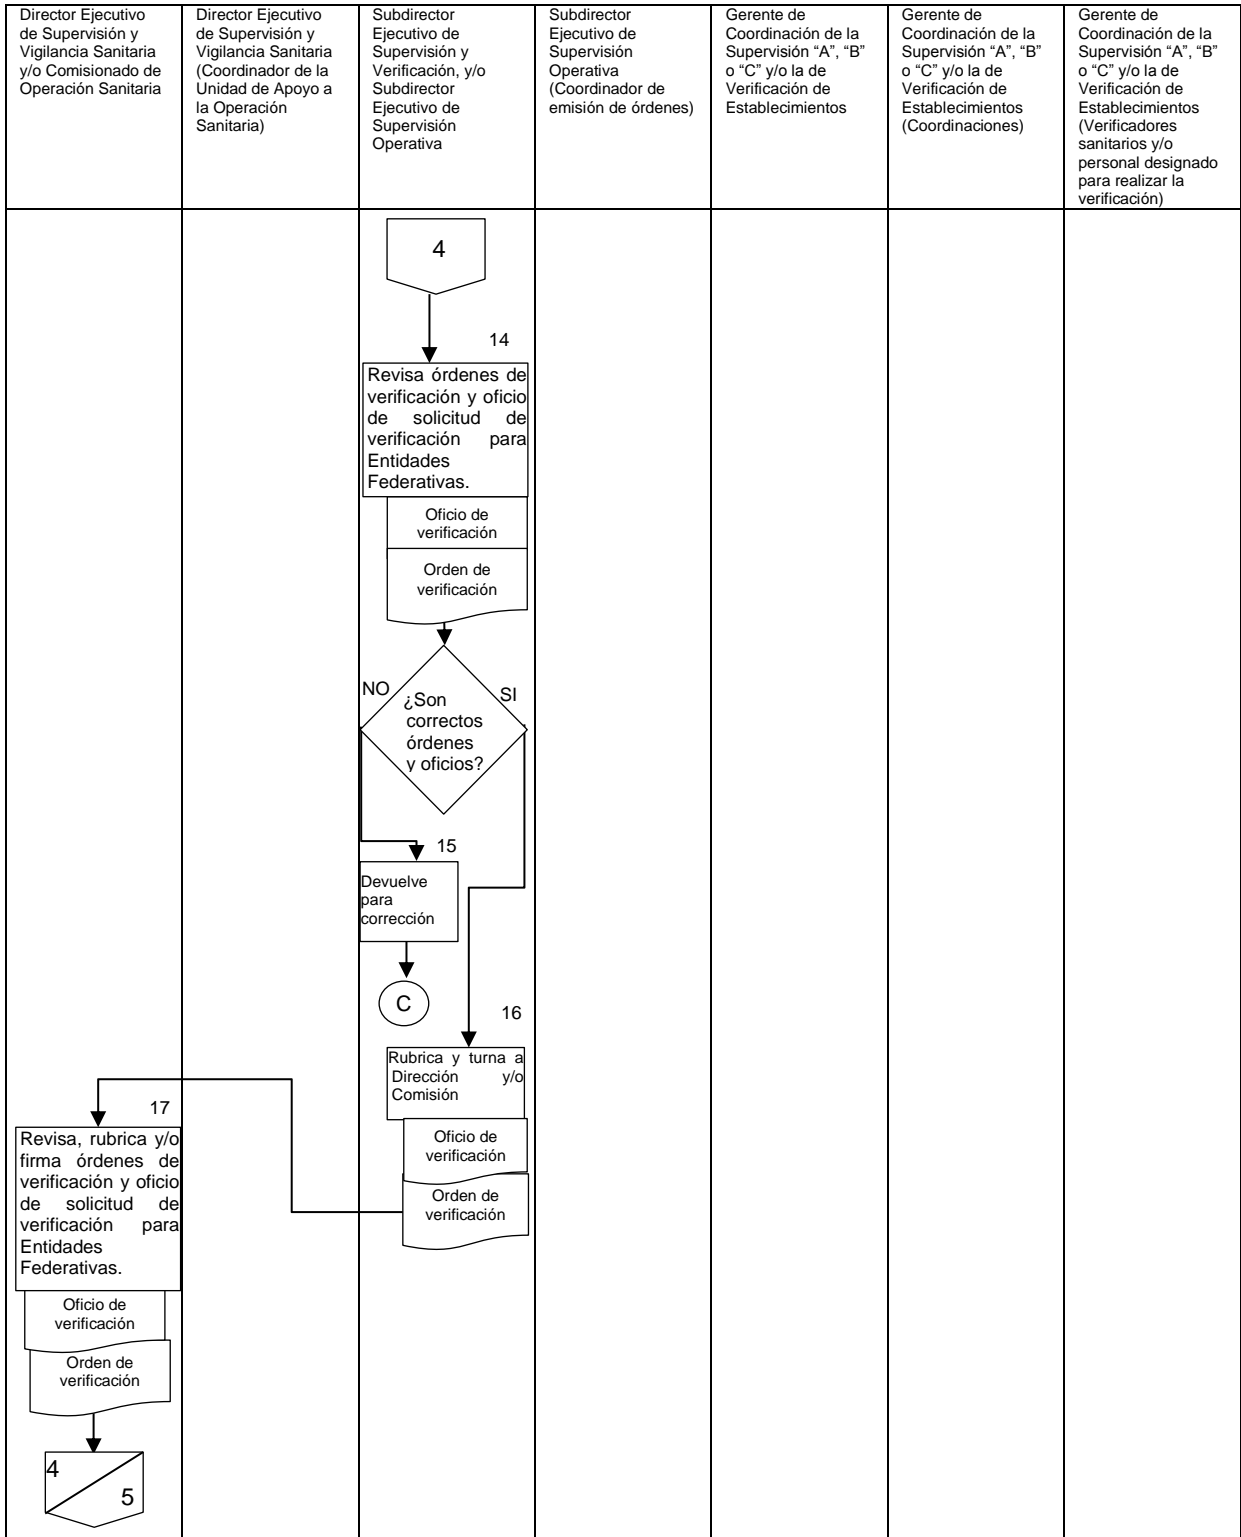 Director Ejecutivo
de Supervisión y
Vigilancia Sanitaria
y/o Comisionado de
Operación Sanitaria
Director Ejecutivo
de Supervisión y
Vigilancia Sanitaria
(Coordinador de la
Unidad de Apoyo a
la Operación
Sanitaria)
Subdirector
Ejecutivo de
Supervisión y
Verificación, y/o
Subdirector
Ejecutivo de
Supervisión
Operativa
Subdirector
Ejecutivo de
Supervisión
Operativa
(Coordinador de
emisión de órdenes)
Gerente de
Coordinación de la
Supervisión “A”, “B”
o “C” y/o la de
Verificación de
Establecimientos
Gerente de
Coordinación de la
Supervisión “A”, “B”
o “C” y/o la de
Verificación de
Establecimientos
(Coordinaciones)
Gerente de
Coordinación de la
Supervisión “A”, “B”
o “C” y/o la de
Verificación de
Establecimientos
(Verificadores
sanitarios y/o
personal designado
para realizar la
verificación)
4
14
Revisa órdenes de
verificación y oficio
de solicitud de
verificación para
Entidades
Federativas.
Oficio de
verificación
Orden de
verificación
NO
SI
¿Son
correctos
órdenes
y oficios?
15
Devuelve
para
corrección
C
16
Rubrica y turna a
Dirección y/o
Comisión
Oficio de
verificación
Orden de
verificación
17
Revisa, rubrica y/o
firma órdenes de
verificación y oficio
de solicitud de
verificación para
Entidades
Federativas.
Oficio de
verificación
Orden de
verificación
4
5